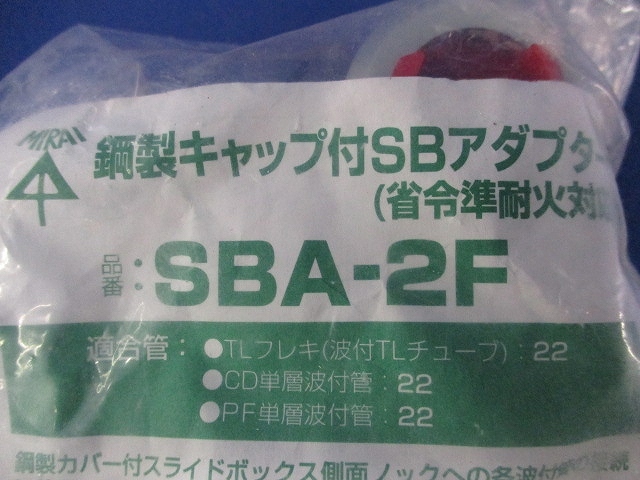 MIRAI
鋼製キャップ付SBアダプター
(省令準耐火対
品番：SBA-2F
適合管：●TLフレキ(波付TLチューブ)：22
●CD単層波付管：22
●PF単層波付管：22
鋼製カバー付スライドボックス側面ノックへの各波付